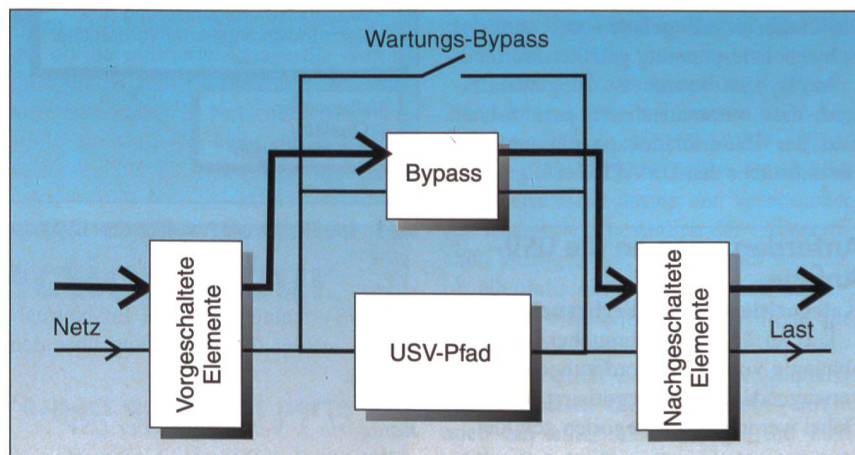 Wartungs-Bypass
Bypass
Vorgeschaltete
Elemente
Netz
USV-Pfad
Nachgeschaltete
Elemente
Last